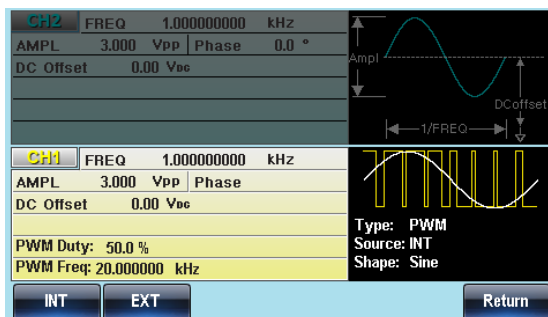 CH2 FREQ 1.000000000 kHz
AMPL 3.000 Vpp Phase 0.0 °
DC Offset 0.00 VDC
Ampl
DCoffset
1/FREQ
CH1 FREQ 1.000000000 kHz
AMPL 3.000 Vpp Phase
DC Offset 0.00 VDC
PWM Duty: 50.0 %
PWM Freq: 20.000000 kHz
Type: PWM
Source: INT
Shape: Sine
INT EXT Return